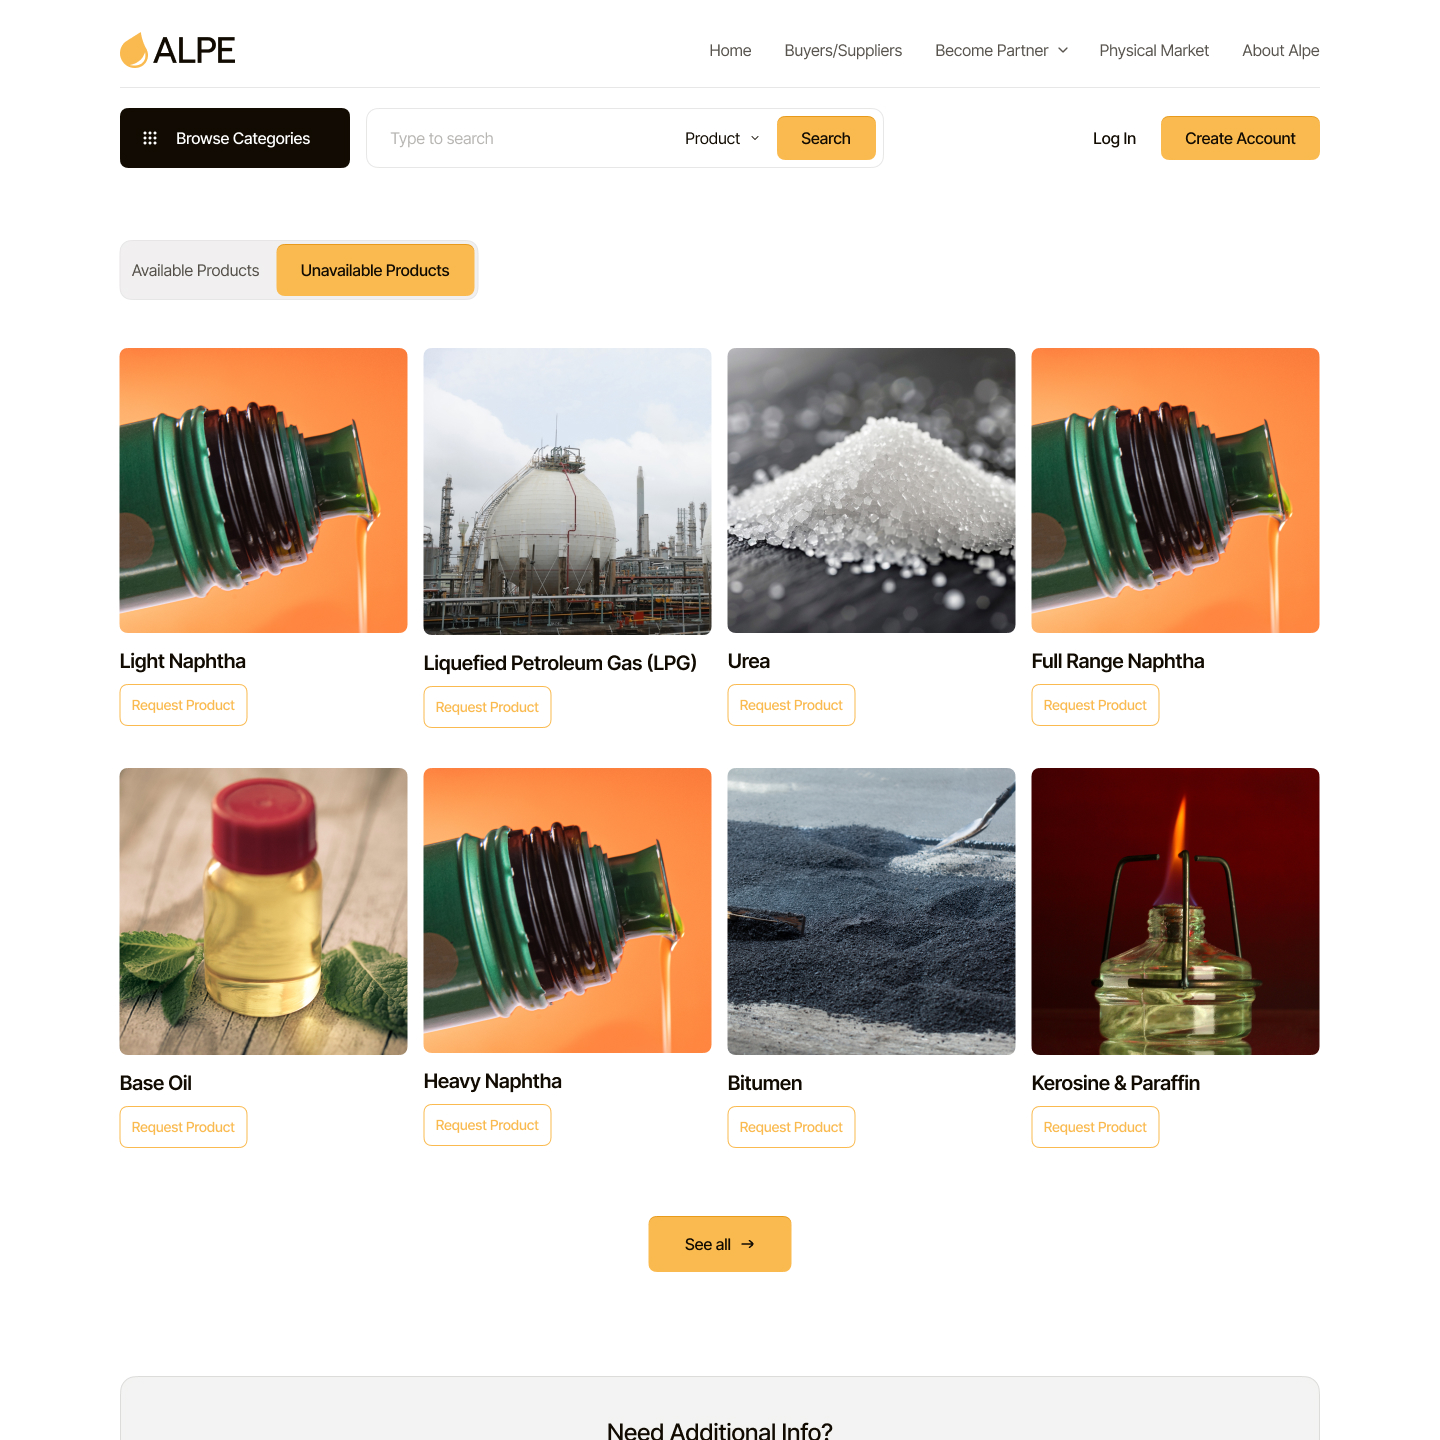 ALPE
Home Buyers/Suppliers Become Partner Physical Market About Alpe
Browse Categories Type to search Product Search Log In Create Account
Available Products Unavailable Products
Light Naphtha Liquefied Petroleum Gas (LPG) Urea Full Range Naphtha
Request Product Request Product Request Product Request Product
Base Oil Heavy Naphtha Bitumen Kerosine & Paraffin
Request Product Request Product Request Product Request Product
See all
Need Additional Info?